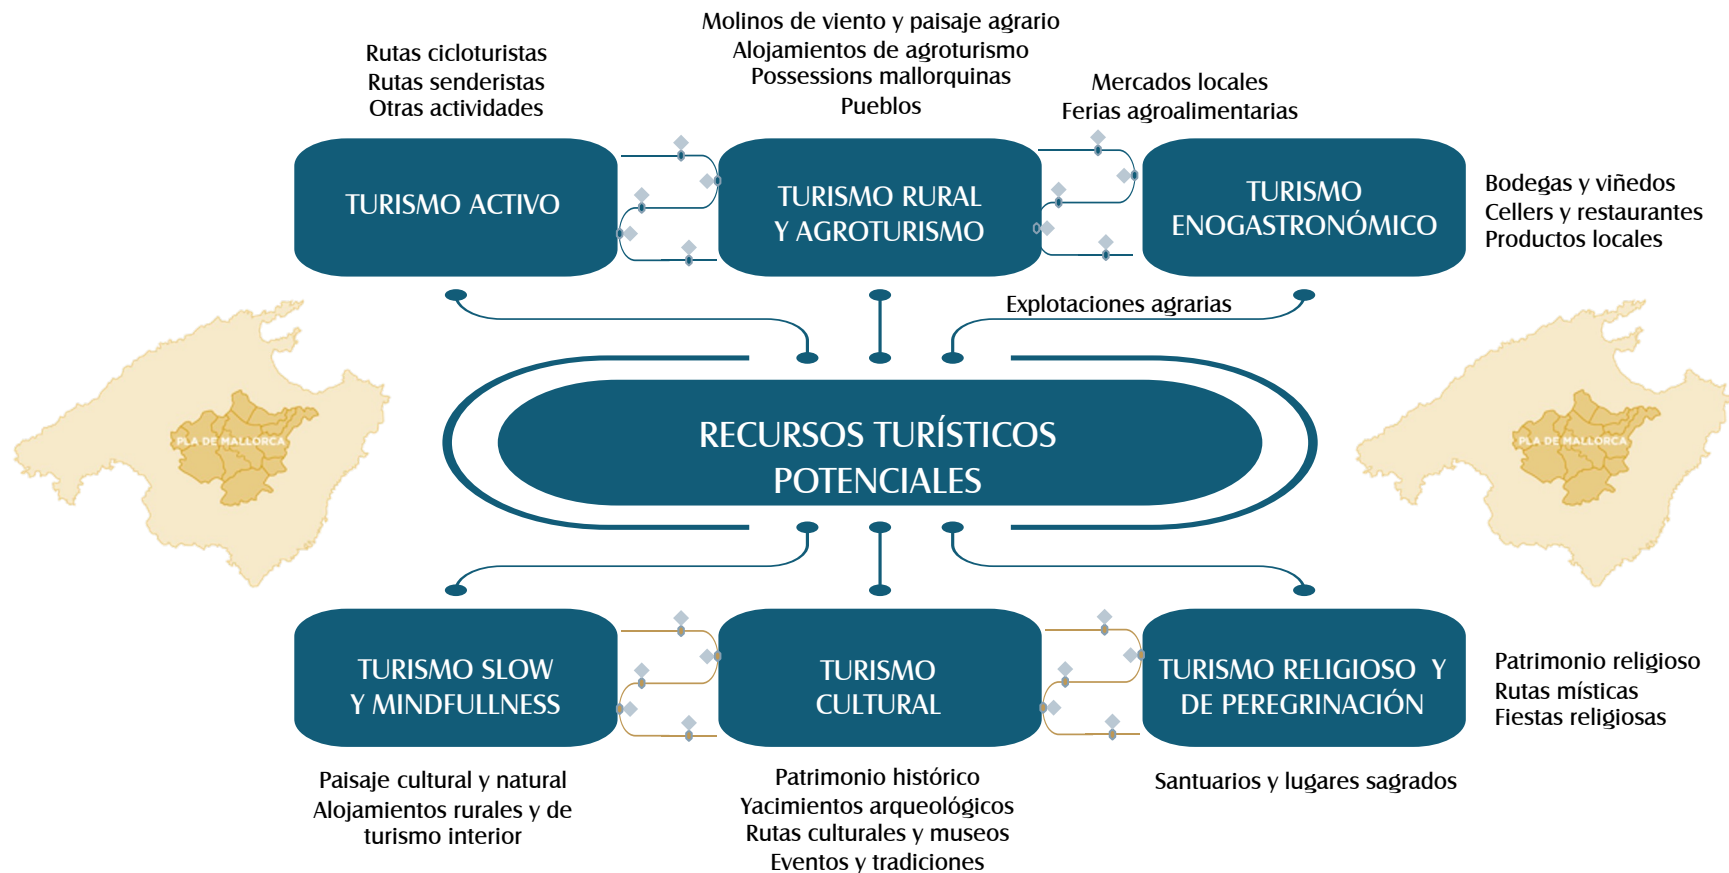 Molinos de viento y paisaje agrario
Alojamientos de agroturismo
Possessions mallorquinas
Pueblos
Rutas cicloturistas
Rutas senderistas
Otras actividades
Mercados locales
Ferias agroalimentarias
TURISMO ACTIVO
TURISMO RURAL
Y AGROTURISMO
TURISMO
ENOGASTRONÓMICO
Bodegas y viñedos
Cellers y restaurantes
Productos locales
Explotaciones agrarias
PLA DE MALLORCA
RECURSOS TURÍSTICOS
POTENCIALES
PLA DE MALLORCA
TURISMO SLOW
Y MINDFULLNESS
TURISMO
CULTURAL
TURISMO RELIGIOSO Y
DE PEREGRINACIÓN
Patrimonio religioso
Rutas místicas
Fiestas religiosas
Paisaje cultural y natural
Alojamientos rurales y de
turismo interior
Patrimonio histórico
Yacimientos arqueológicos
Rutas culturales y museos
Eventos y tradiciones
Santuarios y lugares sagrados